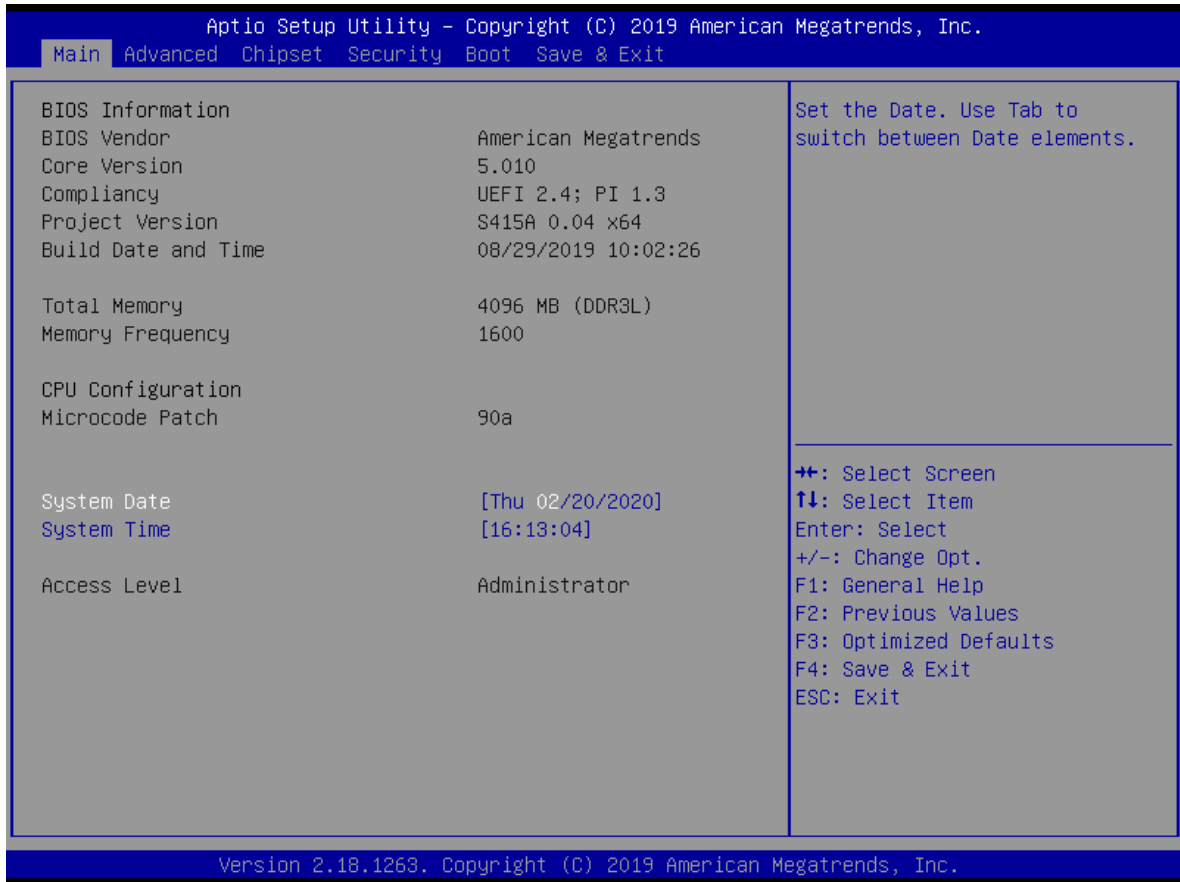 Aptio Setup Utility – Copyright (C) 2019 American Megatrends, Inc.
Main Advanced Chipset Security Boot Save & Exit
BIOS Information
BIOS Vendor American Megatrends
Core Version 5.010
Compliancy UEFI 2.4; PI 1.3
Project Version S415A 0.04 x64
Build Date and Time 08/29/2019 10:02:26
Total Memory 4096 MB (DDR3L)
Memory Frequency 1600
CPU Configuration
Microcode Patch 90a
System Date [Thu 02/20/2020]
System Time [16:13:04]
Access Level Administrator
Set the Date. Use Tab to
switch between Date elements.
→←: Select Screen
↑↓: Select Item
Enter: Select
+/-: Change Opt.
F1: General Help
F2: Previous Values
F3: Optimized Defaults
F4: Save & Exit
ESC: Exit
Version 2.18.1263. Copyright (C) 2019 American Megatrends, Inc.